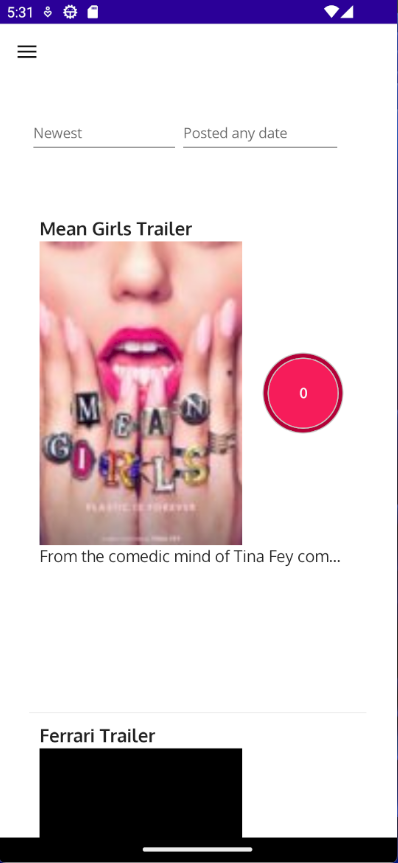 5:31
Newest
Posted any date
Mean Girls Trailer
MEAN
GIRLS
PLASTIC IS FOREVER
0
From the comedic mind of Tina Fey com...
Ferrari Trailer